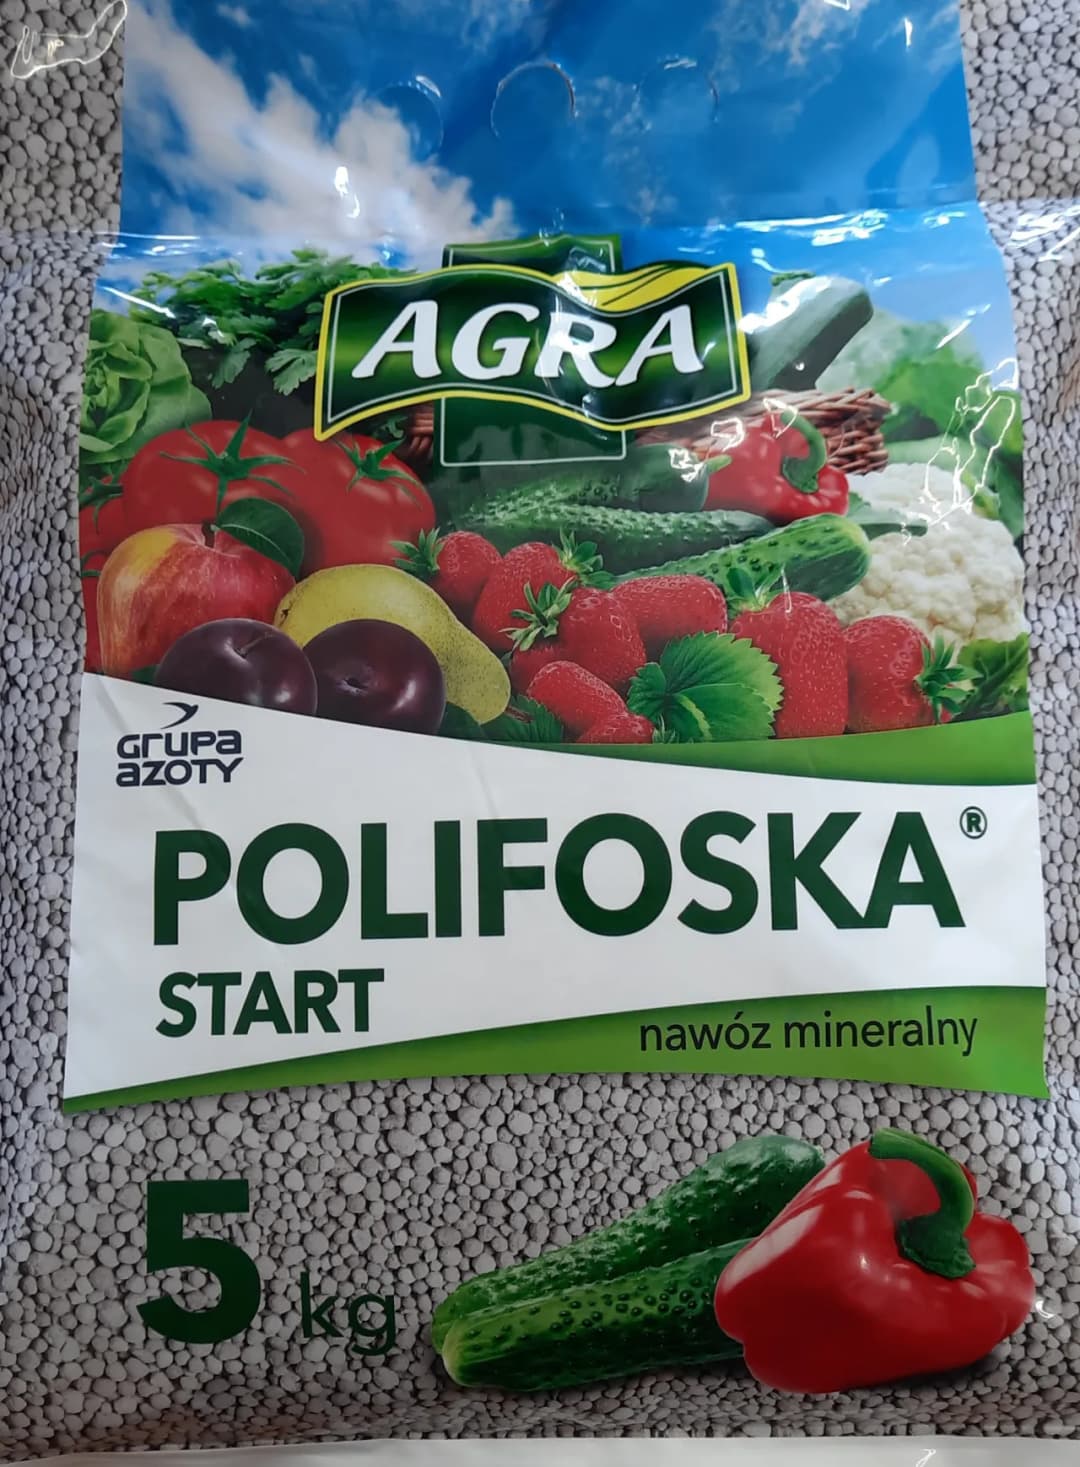 AGRA
GRUPA
AZOTY
POLIFOSKA®
START
nawóz mineralny
5 kg